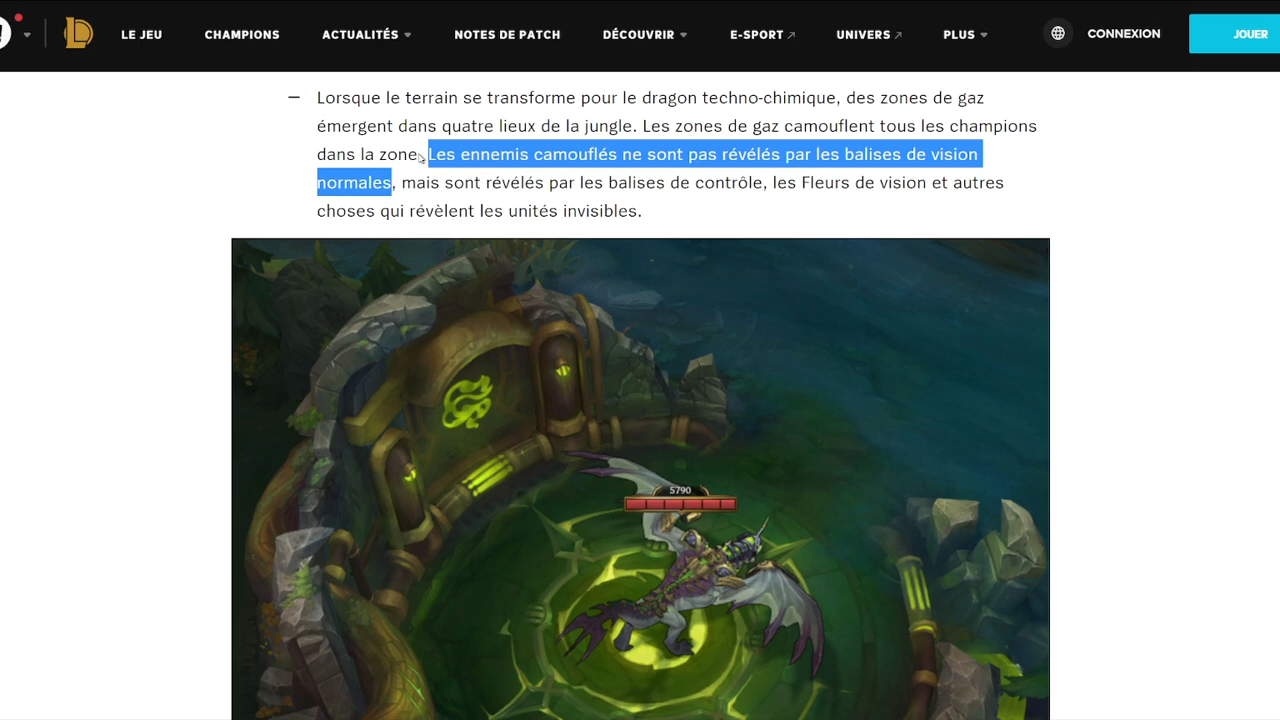 LE JEU CHAMPIONS ACTUALITÉS NOTES DE PATCH DÉCOUVRIR E-SPORT UNIVERS PLUS CONNEXION JOUER
– Lorsque le terrain se transforme pour le dragon techno-chimique, des zones de gaz
émergent dans quatre lieux de la jungle. Les zones de gaz camouflent tous les champions
dans la zone. Les ennemis camouflés ne sont pas révélés par les balises de vision
normales, mais sont révélés par les balises de contrôle, les Fleurs de vision et autres
choses qui révèlent les unités invisibles.
5790